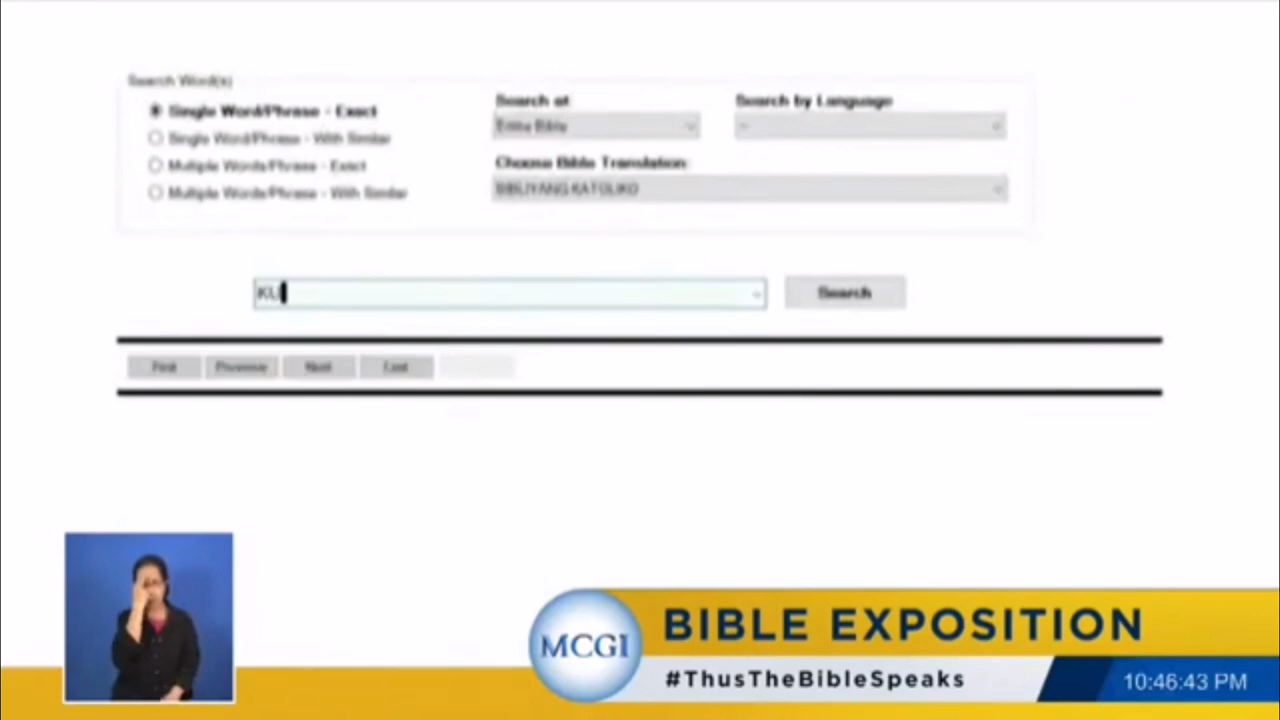 Search Word(s)
Single Word/Phrase - Exact
Single Word/Phrase - With Similar
Multiple Words/Phrase - Exact
Multiple Words/Phrase - With Similar
Search at
Entire Bible
Search by Language
--
Choose Bible Translation:
BIBLIYANG KATOLIKO
KU
Search
First
Previous
Next
Last
MCGI
BIBLE EXPOSITION
#ThusTheBibleSpeaks
10:46:43 PM